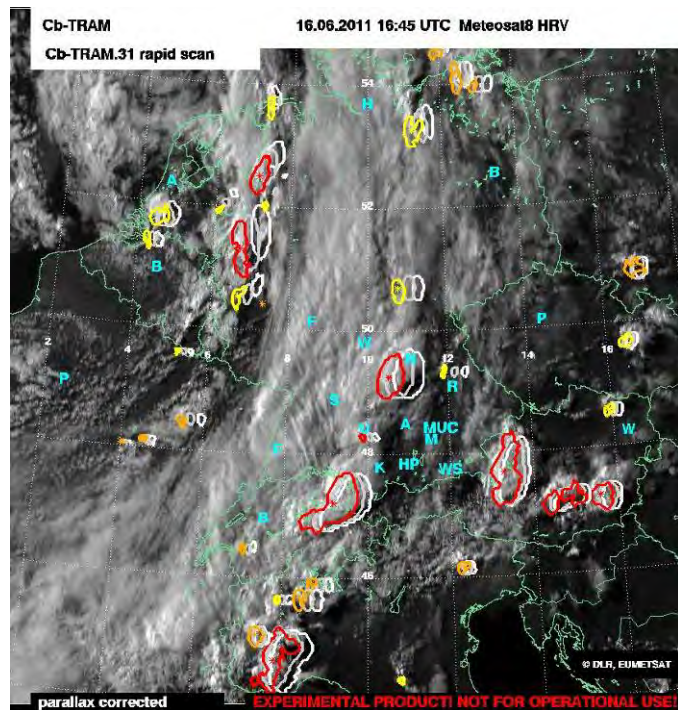 Cb-TRAM 16.06.2011 16:45 UTC Meteosat8 HRV
Cb-TRAM.31 rapid scan
54
H
A
B
52
B
2
4
6
F
8
50
P
W
10
N
12
14
16
P
R
S
U
A
MUC
M
W
F
48
K
HP
WS
B
46
© DLR, EUMETSAT
parallax corrected EXPERIMENTAL PRODUCT! NOT FOR OPERATIONAL USE!